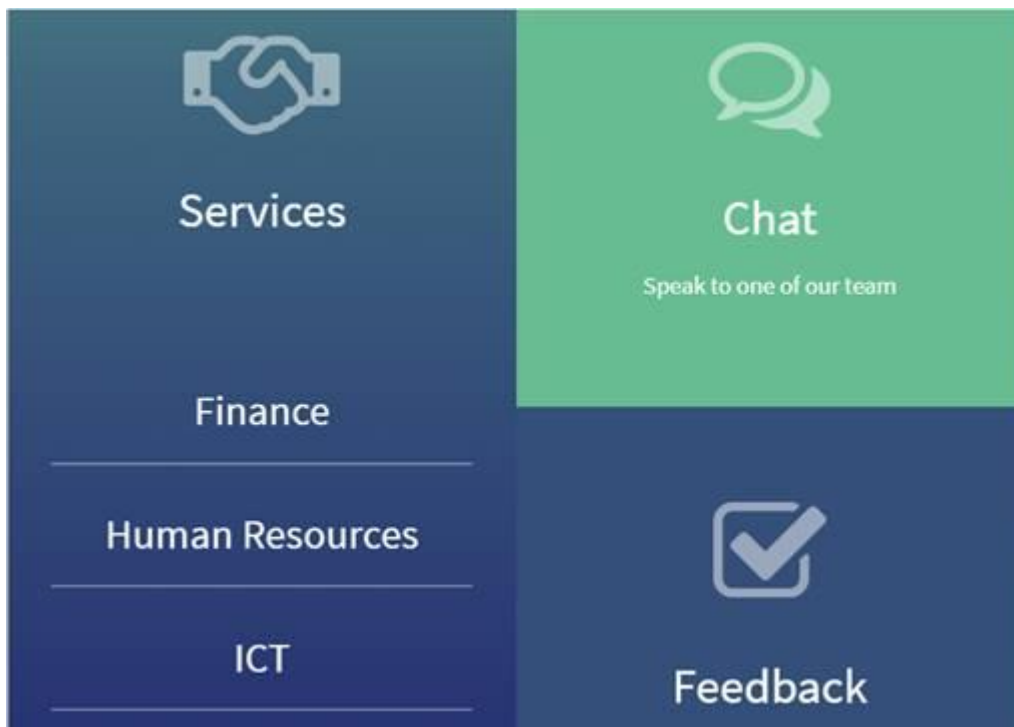 Services
Finance
Human Resources
ICT
Chat
Speak to one of our team
Feedback